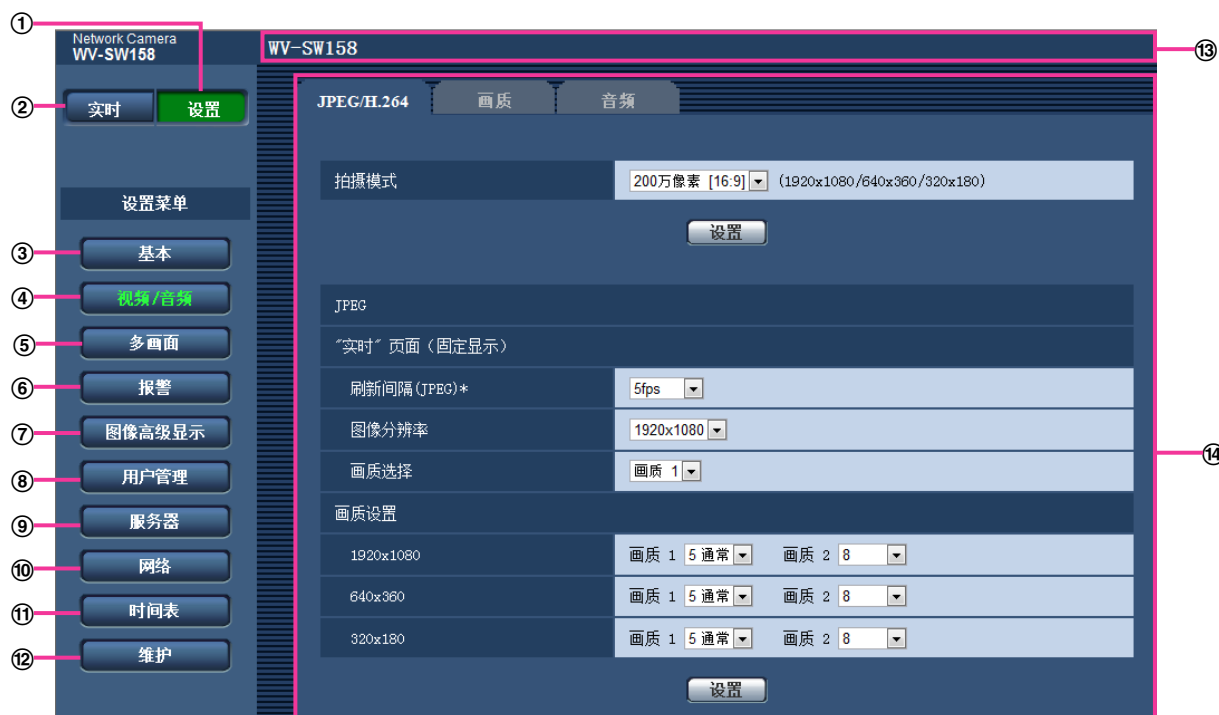 ①
Network Camera
WV-SW158
WV-SW158
⑬
② 实时 设置
JPEG/H.264 画质 音频
拍摄模式 200万像素 [16:9] (1920x1080/640x360/320x180)
设置
设置菜单
③ 基本
④ 视频/音频
⑤ 多画面
⑥ 报警
⑦ 图像高级显示
⑧ 用户管理
⑨ 服务器
⑩ 网络
⑪ 时间表
⑫ 维护
JPEG
"实时" 页面（固定显示）
刷新间隔(JPEG)* 5fps
图像分辨率 1920x1080
画质选择 画质 1
⑭
画质设置
1920x1080 画质 1 5 通常 画质 2 8
640x360 画质 1 5 通常 画质 2 8
320x180 画质 1 5 通常 画质 2 8
设置